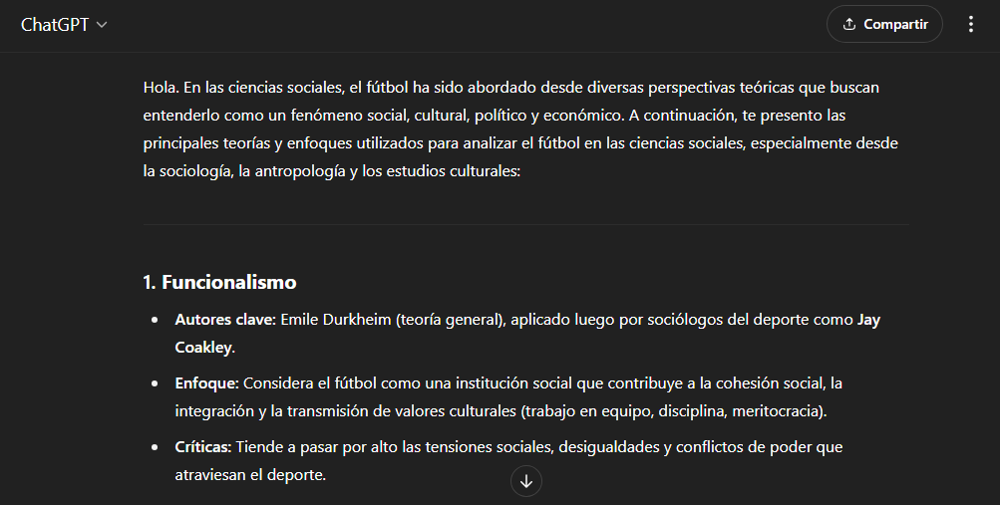 ChatGPT
Compartir
Hola. En las ciencias sociales, el fútbol ha sido abordado desde diversas perspectivas teóricas que buscan
entenderlo como un fenómeno social, cultural, político y económico. A continuación, te presento las
principales teorías y enfoques utilizados para analizar el fútbol en las ciencias sociales, especialmente desde
la sociología, la antropología y los estudios culturales:
1. Funcionalismo
• Autores clave: Emile Durkheim (teoría general), aplicado luego por sociólogos del deporte como Jay
Coakley.
• Enfoque: Considera el fútbol como una institución social que contribuye a la cohesión social, la
integración y la transmisión de valores culturales (trabajo en equipo, disciplina, meritocracia).
• Críticas: Tiende a pasar por alto las tensiones sociales, desigualdades y conflictos de poder que
atraviesan el deporte.